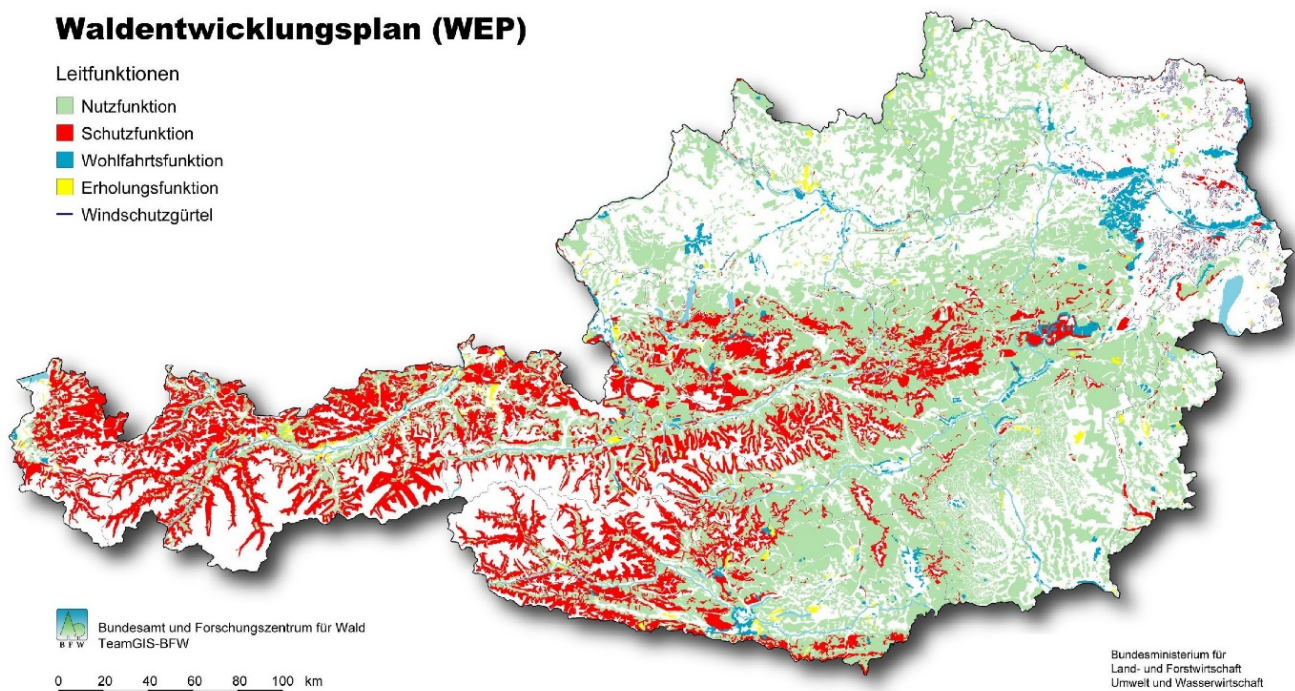 Waldentwicklungsplan (WEP)
Leitfunktionen
Nutzfunktion
Schutzfunktion
Wohlfahrtsfunktion
Erholungsfunktion
Windschutzgürtel
BFW
Bundesamt und Forschungszentrum für Wald
TeamGIS-BFW
0 20 40 60 80 100 km
Bundesministerium für
Land- und Forstwirtschaft
Umwelt und Wasserwirtschaft